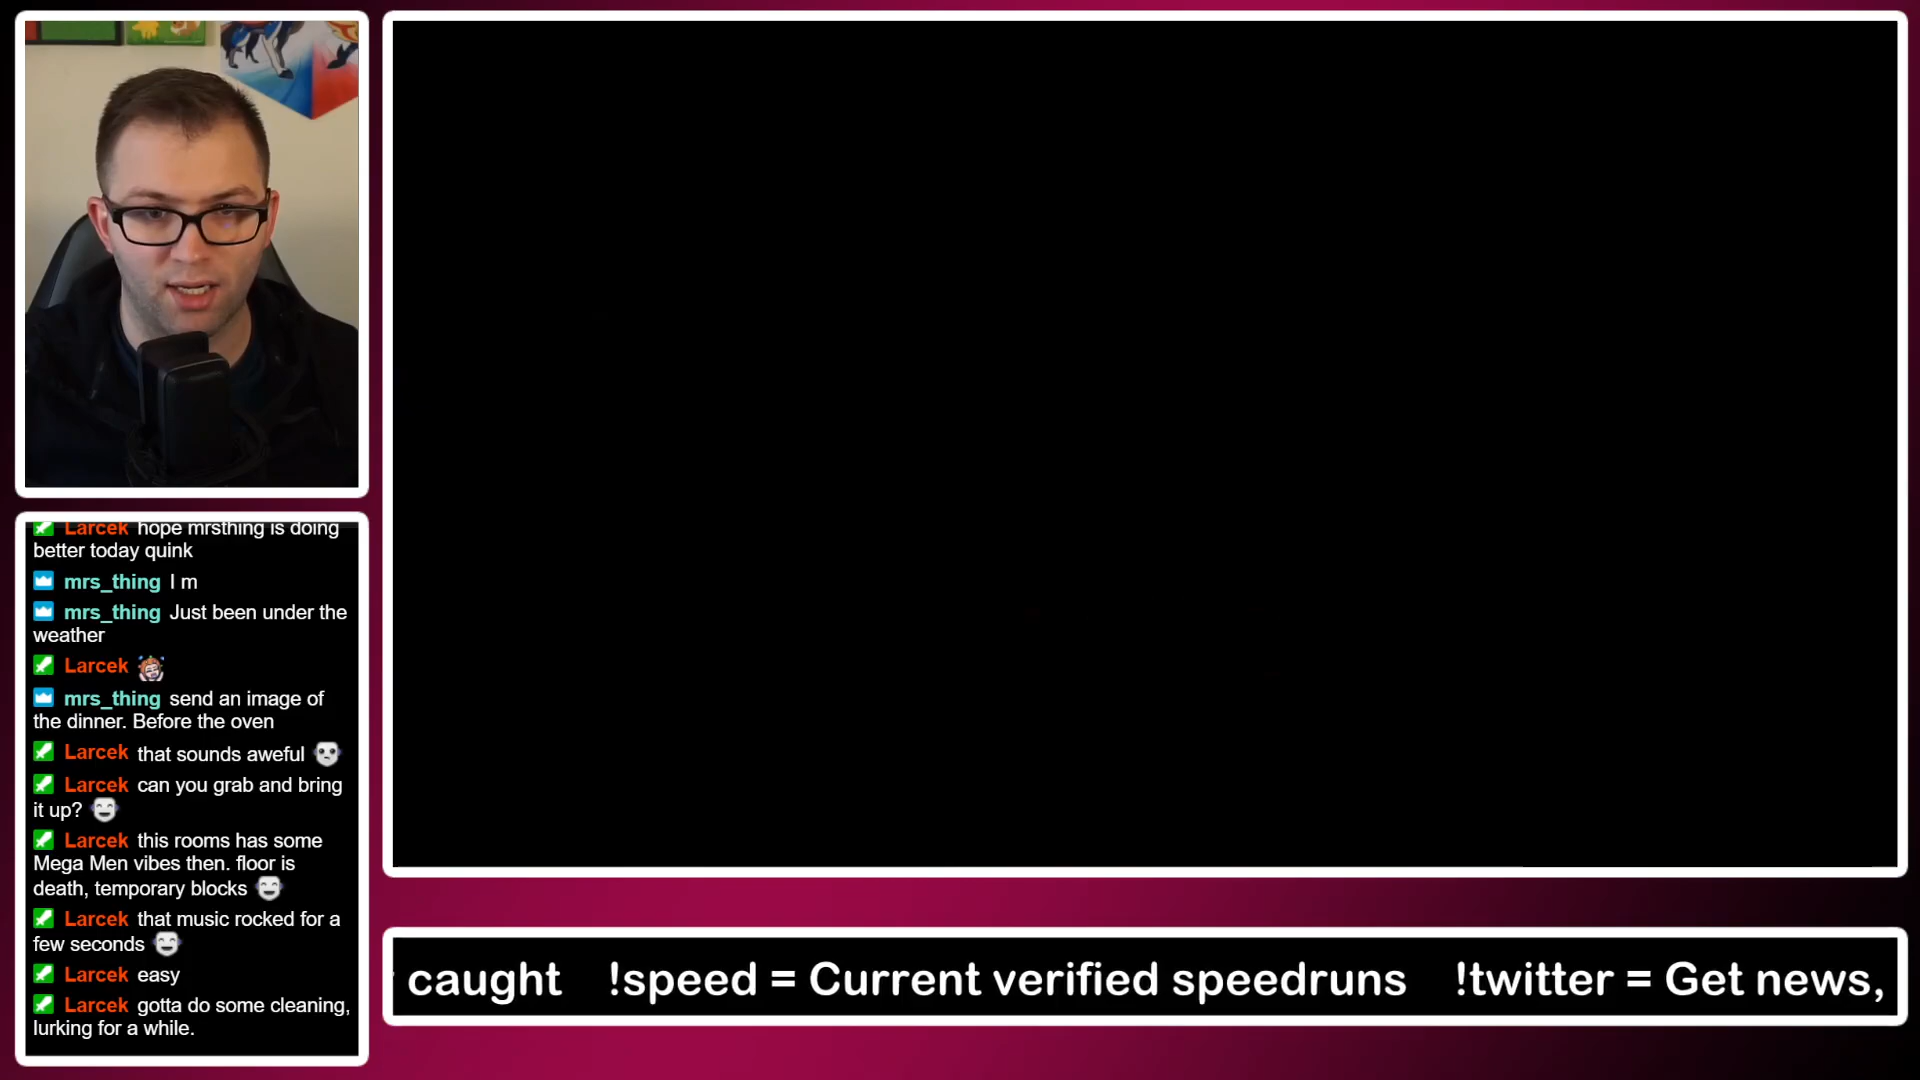 Larcek hope mrsthing is doing
better today quink
mrs_thing I m
mrs_thing Just been under the
weather
Larcek
mrs_thing send an image of
the dinner. Before the oven
Larcek that sounds aweful
Larcek can you grab and bring
it up?
Larcek this rooms has some
Mega Men vibes then. floor is
death, temporary blocks
Larcek that music rocked for a
few seconds
Larcek easy
Larcek gotta do some cleaning,
lurking for a while.
caught !speed = Current verified speedruns !twitter = Get news,